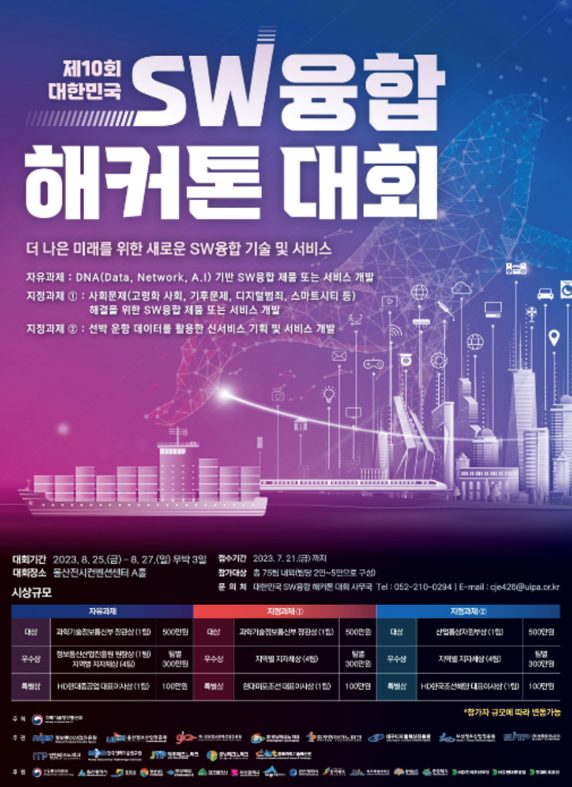 제10회
대한민국
SW융합
해커톤 대회
더 나은 미래를 위한 새로운 SW융합 기술 및 서비스
자유과제 : DNA(Data, Network, A.I) 기반 SW융합 제품 또는 서비스 개발
지정과제 ① : 사회문제(고령화 사회, 기후문제, 디지털범죄, 스마트시티 등)
해결을 위한 SW융합 제품 또는 서비스 개발
지정과제 ② : 선박 운항 데이터를 활용한 신서비스 기획 및 서비스 개발
대회기간 2023. 8. 25.(금) – 8. 27.(일) 무박 3일
접수기간 2023. 7. 21.(금) 까지
대회장소 울산전시컨벤션센터 A홀
참가대상 총 75팀 내외(팀당 2인~5인으로 구성)
문 의 처 대한민국 SW융합 해커톤 대회 사무국 Tel : 052-210-0294 | E-mail : cje426@uipa.or.kr
시상규모
자유과제 지정과제 ① 지정과제 ②
대상 과학기술정보통신부 장관상 (1팀) 500만원 대상 과학기술정보통신부 장관상 (1팀) 500만원 대상 산업통상자원부상 (1팀) 500만원
우수상 정보통신산업진흥원 원장상 (1팀) 지역별 지자체상 (4팀) 팀별 300만원 우수상 지역별 지자체상 (4팀) 팀별 300만원 우수상 지역별 지자체상 (4팀) 팀별 300만원
특별상 HD현대중공업 대표이사상 (1팀) 100만원 특별상 현대미포조선 대표이사상 (1팀) 100만원 특별상 HD한국조선해양 대표이사상 (1팀) 100만원
*참가자 규모에 따라 변동가능
주 최 과학기술정보통신부
주 관
후 원